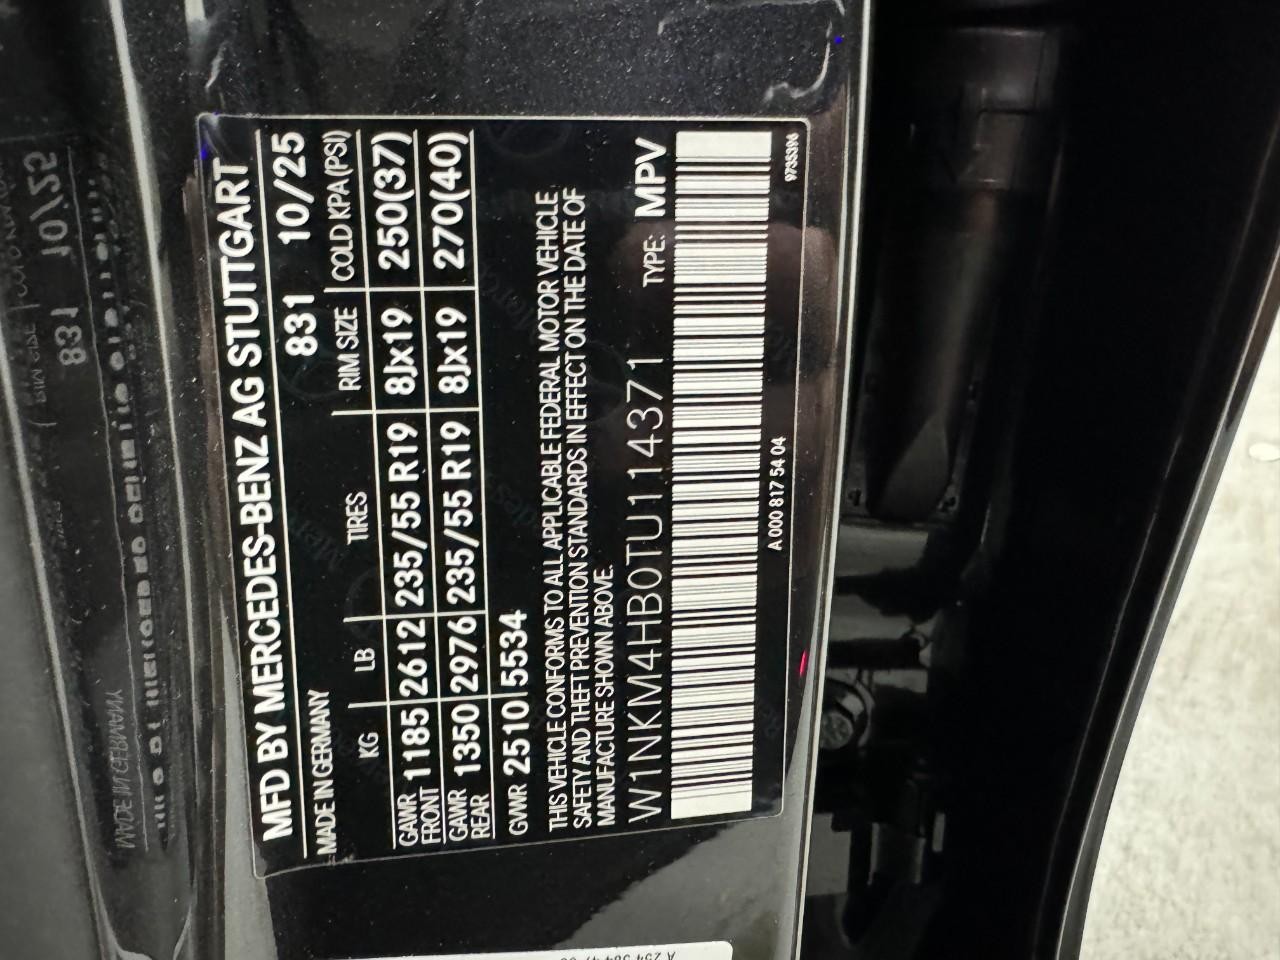 MFD BY MERCEDES-BENZ AG STUTTGART
MADE IN GERMANY 831 10/25
KG LB TIRES RIM SIZE COLD KPA(PSI)
GAWR FRONT 1185 2612 235/55 R19 8Jx19 250(37)
GAWR REAR 1350 2976 235/55 R19 8Jx19 270(40)
GVWR 2510 5534
THIS VEHICLE CONFORMS TO ALL APPLICABLE FEDERAL MOTOR VEHICLE
SAFETY AND THEFT PREVENTION STANDARDS IN EFFECT ON THE DATE OF
MANUFACTURE SHOWN ABOVE.
W1NKM4HB0TU114371 TYPE: MPV
A 000 817 54 04 9735396